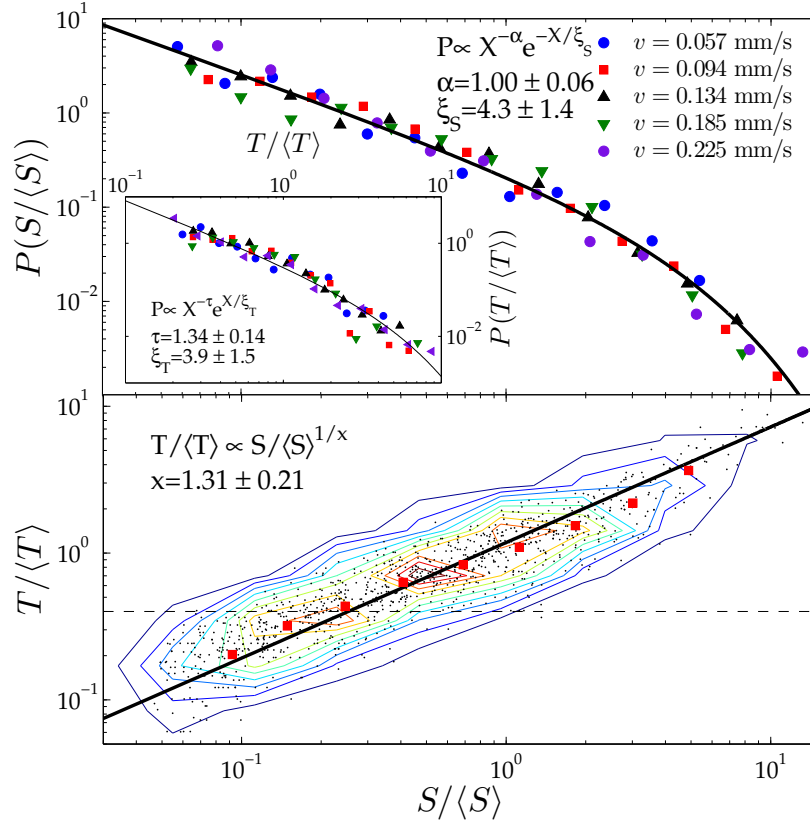 10^1
10^0
10^-1
10^-2
P(S/⟨S⟩)
P∝ X^-α e^-X/ξ_S
α=1.00 ± 0.06
ξ_S=4.3 ± 1.4
v = 0.057 mm/s
v = 0.094 mm/s
v = 0.134 mm/s
v = 0.185 mm/s
v = 0.225 mm/s
T/⟨T⟩
10^-1 10^0 10^1
10^0
10^-2
P(T/⟨T⟩)
P∝ X^-τ e^X/ξ_T
τ=1.34 ± 0.14
ξ_T=3.9 ± 1.5
10^1
10^0
10^-1
T/⟨T⟩
T/⟨T⟩ ∝ S/⟨S⟩^1/x
x=1.31 ± 0.21
10^-1 10^0 10^1
S/⟨S⟩